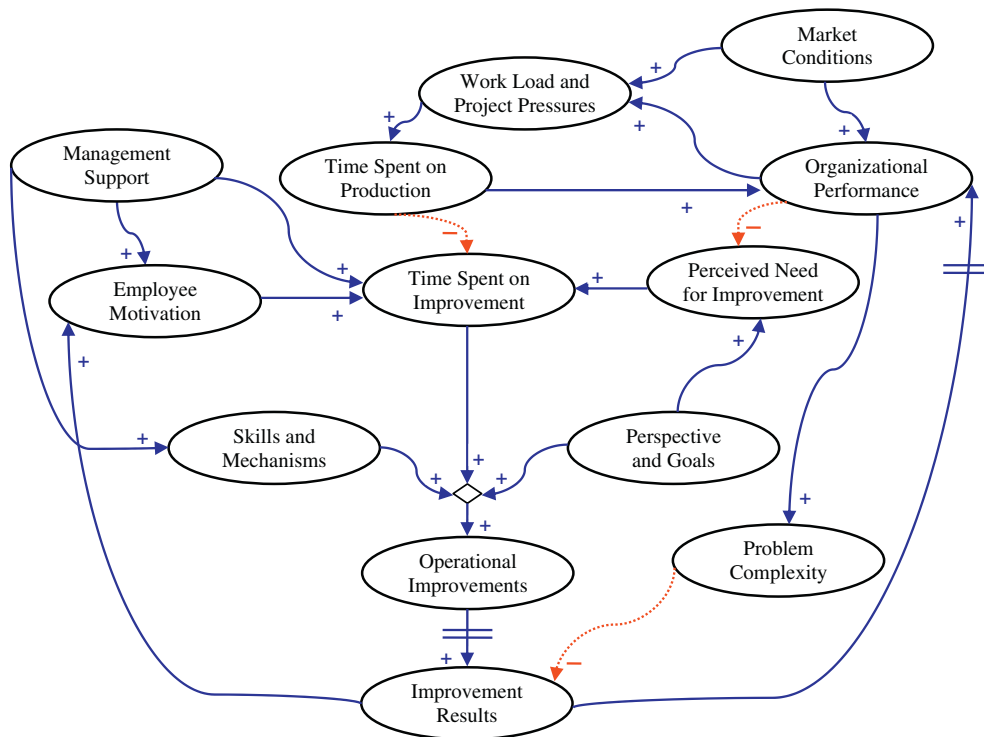 Market
Conditions
Work Load and
Project Pressures
+
+
+
+
Management
Support
Time Spent on
Production
Organizational
Performance
+
+
−
−
+
+
Employee
Motivation
+
Time Spent on
Improvement
+
Perceived Need
for Improvement
+
+
+
Skills and
Mechanisms
Perspective
and Goals
+
+
+
+
+
+
Operational
Improvements
Problem
Complexity
+
−
Improvement
Results